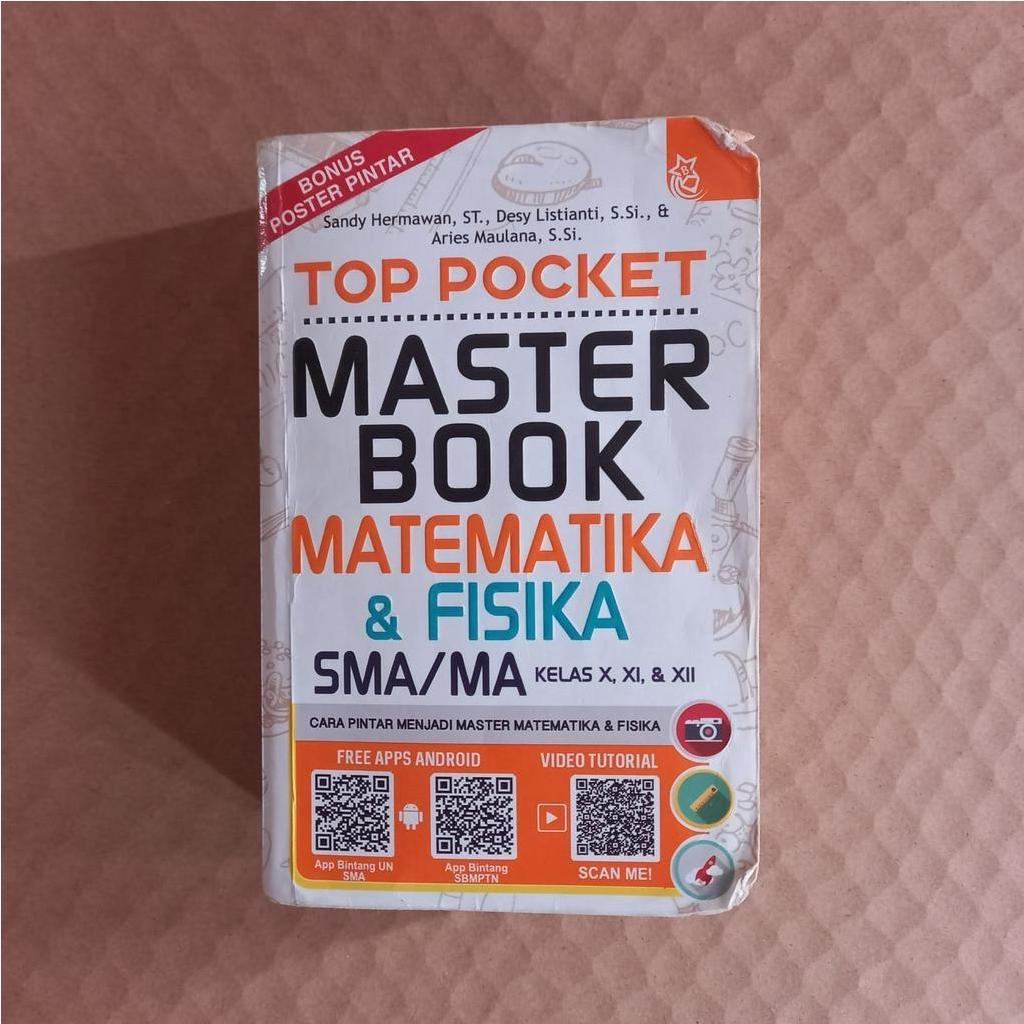 BONUS
POSTER PINTAR
Sandy Hermawan, ST., Desy Listianti, S.Si., &
Aries Maulana, S.Si.
TOP POCKET
MASTER
BOOK
MATEMATIKA
& FISIKA
SMA/MA KELAS X, XI, & XII
CARA PINTAR MENJADI MASTER MATEMATIKA & FISIKA
FREE APPS ANDROID
VIDEO TUTORIAL
App Bintang UN
SMA
App Bintang
SBMPTN
SCAN ME!